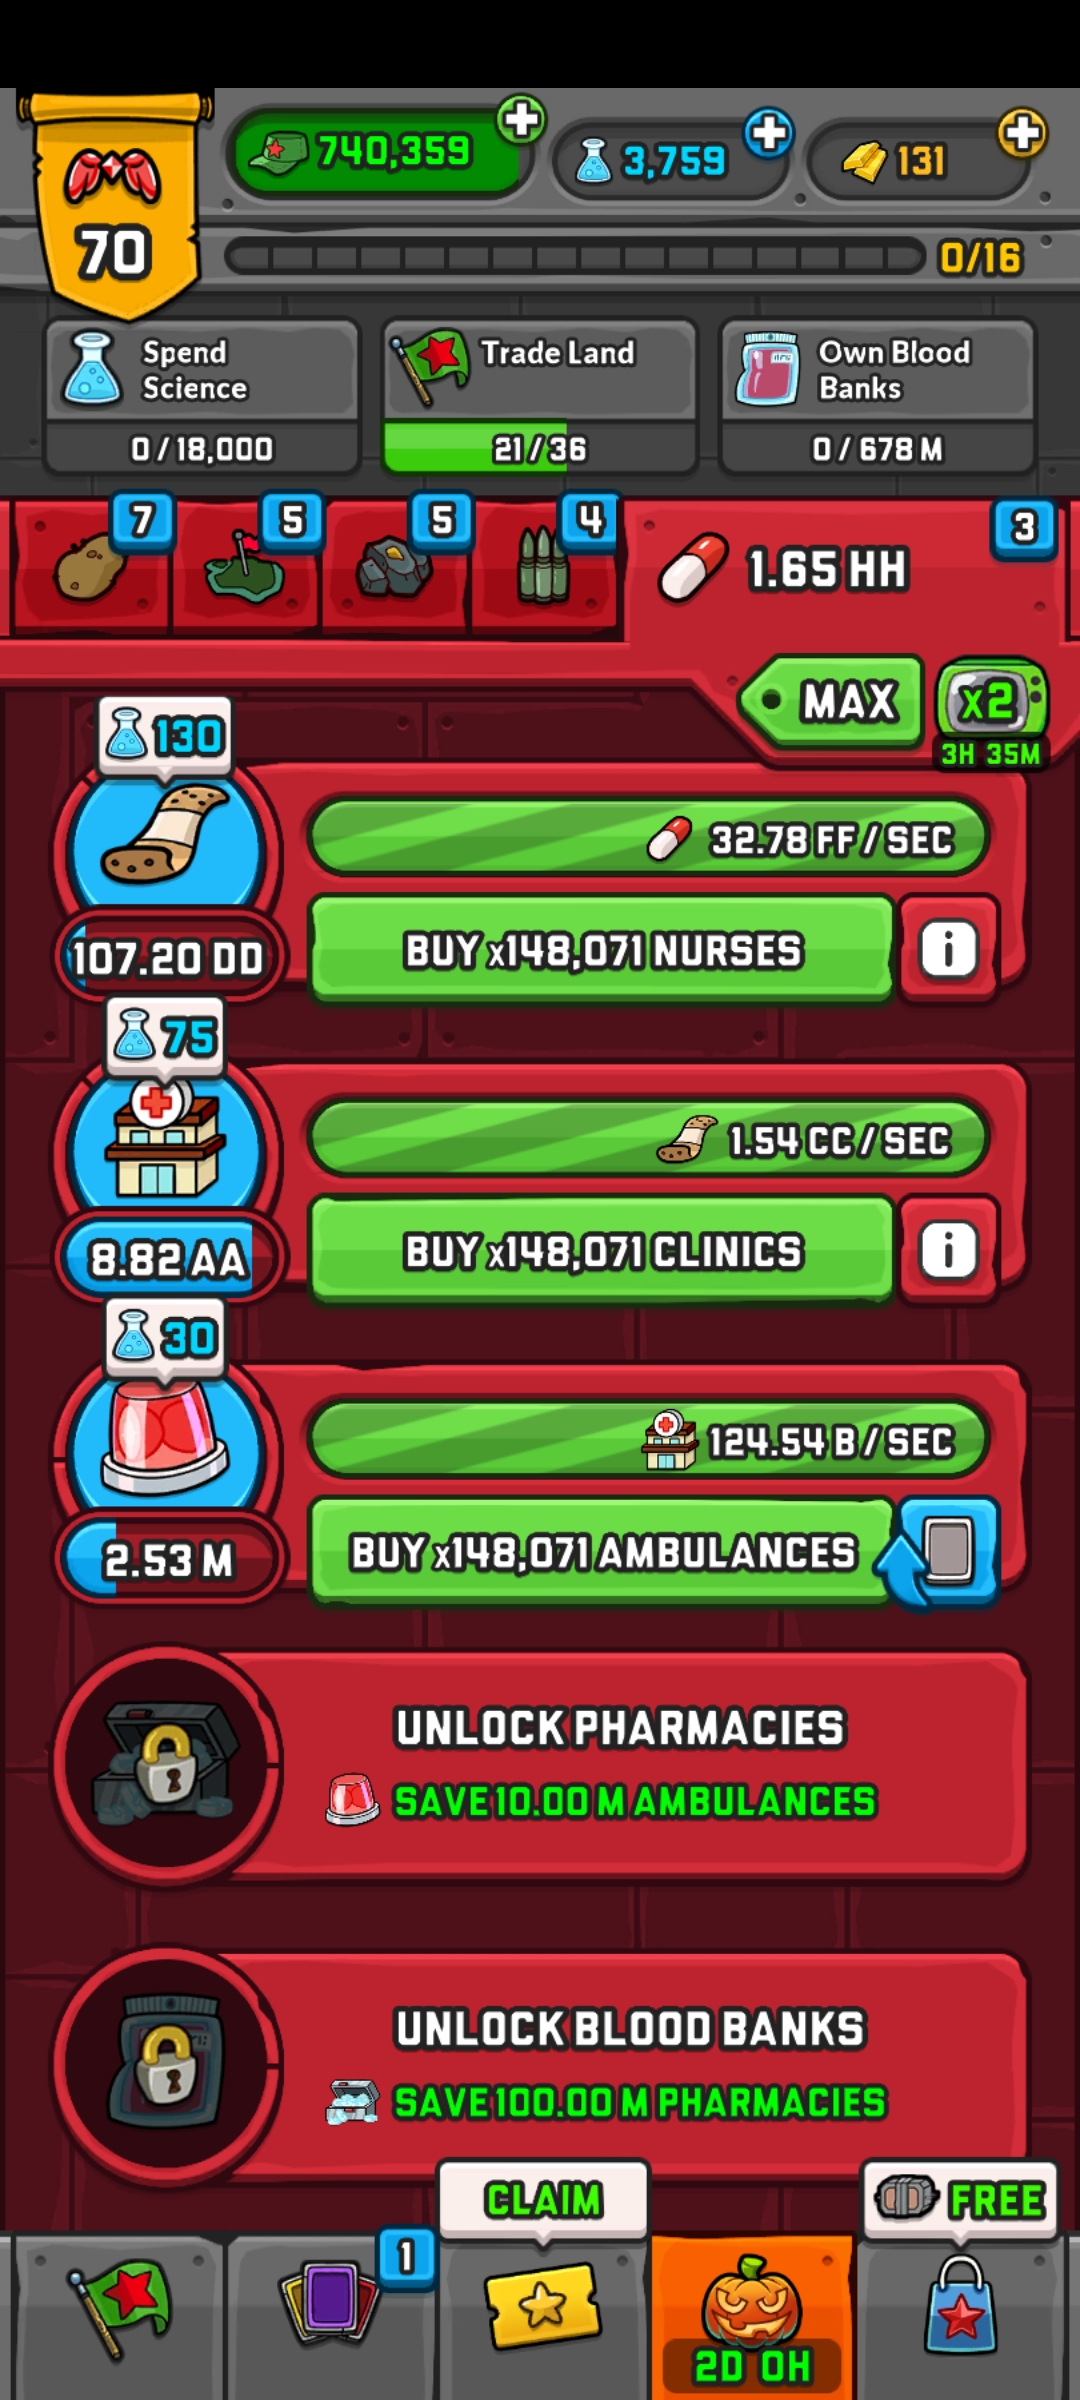 740,359
3,759
131
70
0/16
Spend
Science
0 / 18,000
Trade Land
21 / 36
Own Blood
Banks
0 / 678 M
7
5
5
4
1.65 HH
3
MAX
x2
3H 35M
130
32.78 FF / SEC
107.20 DD
BUY x148,071 NURSES
i
75
1.54 CC / SEC
8.82 AA
BUY x148,071 CLINICS
i
30
124.54 B / SEC
2.53 M
BUY x148,071 AMBULANCES
UNLOCK PHARMACIES
SAVE 10.00 M AMBULANCES
UNLOCK BLOOD BANKS
SAVE 100.00 M PHARMACIES
CLAIM
FREE
1
2D 0H